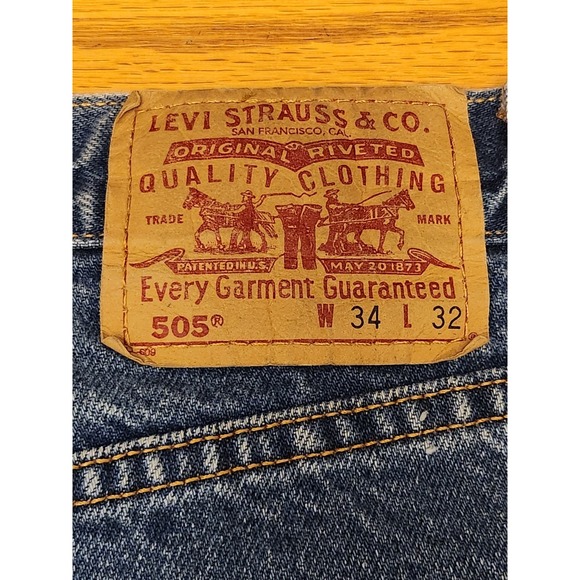 LEVI STRAUSS & CO.
SAN FRANCISCO, CAL.
ORIGINAL RIVETED
QUALITY CLOTHING
TRADE MARK
PATENTED IN U.S. MAY 20 1873
Every Garment Guaranteed
505® W 34 L 32
609